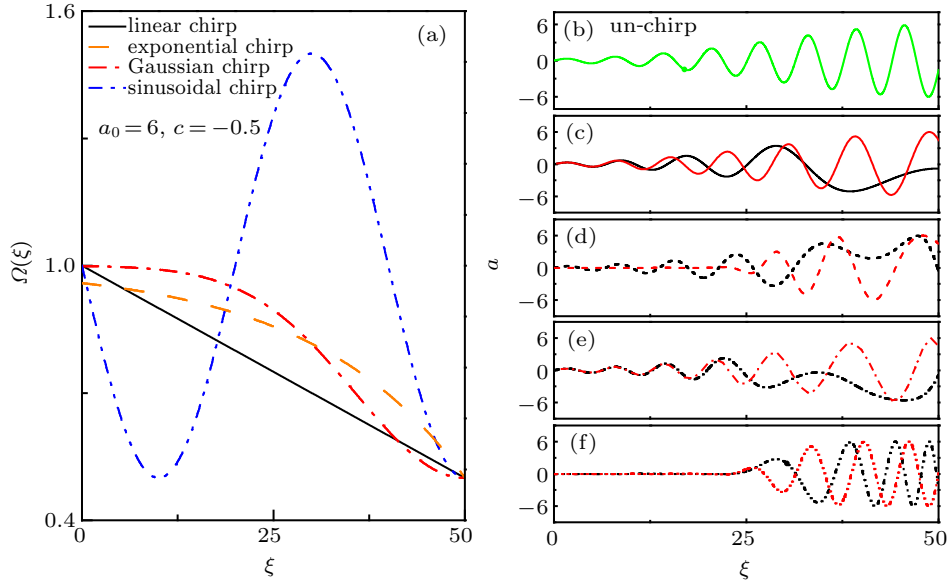 1.6
linear chirp
(a)
exponential chirp
Gaussian chirp
sinusoidal chirp
a0 = 6, c = −0.5
1.0
Ω(ξ)
0.4
0
25
50
ξ
(b)
un-chirp
6
0
−6
(c)
6
0
−6
(d)
6
0
−6
a
(e)
6
0
−6
(f)
6
0
−6
0
25
50
ξ